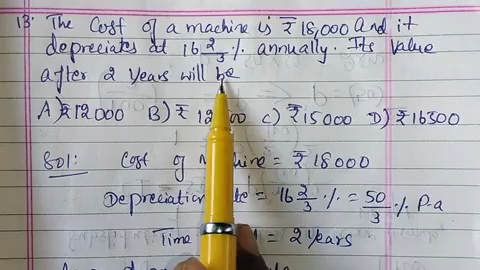 13. The Cost of a machine is ₹18,000 And it
depreciates at 16 2/3 % annually. Its value
after 2 years will be
A) ₹12000 B) ₹ C) ₹15000 D) ₹16500
Sol: Cost of Machine = ₹18000
Depreciation = 16 2/3 % = 50/3 % P.a
Time = 2 Years